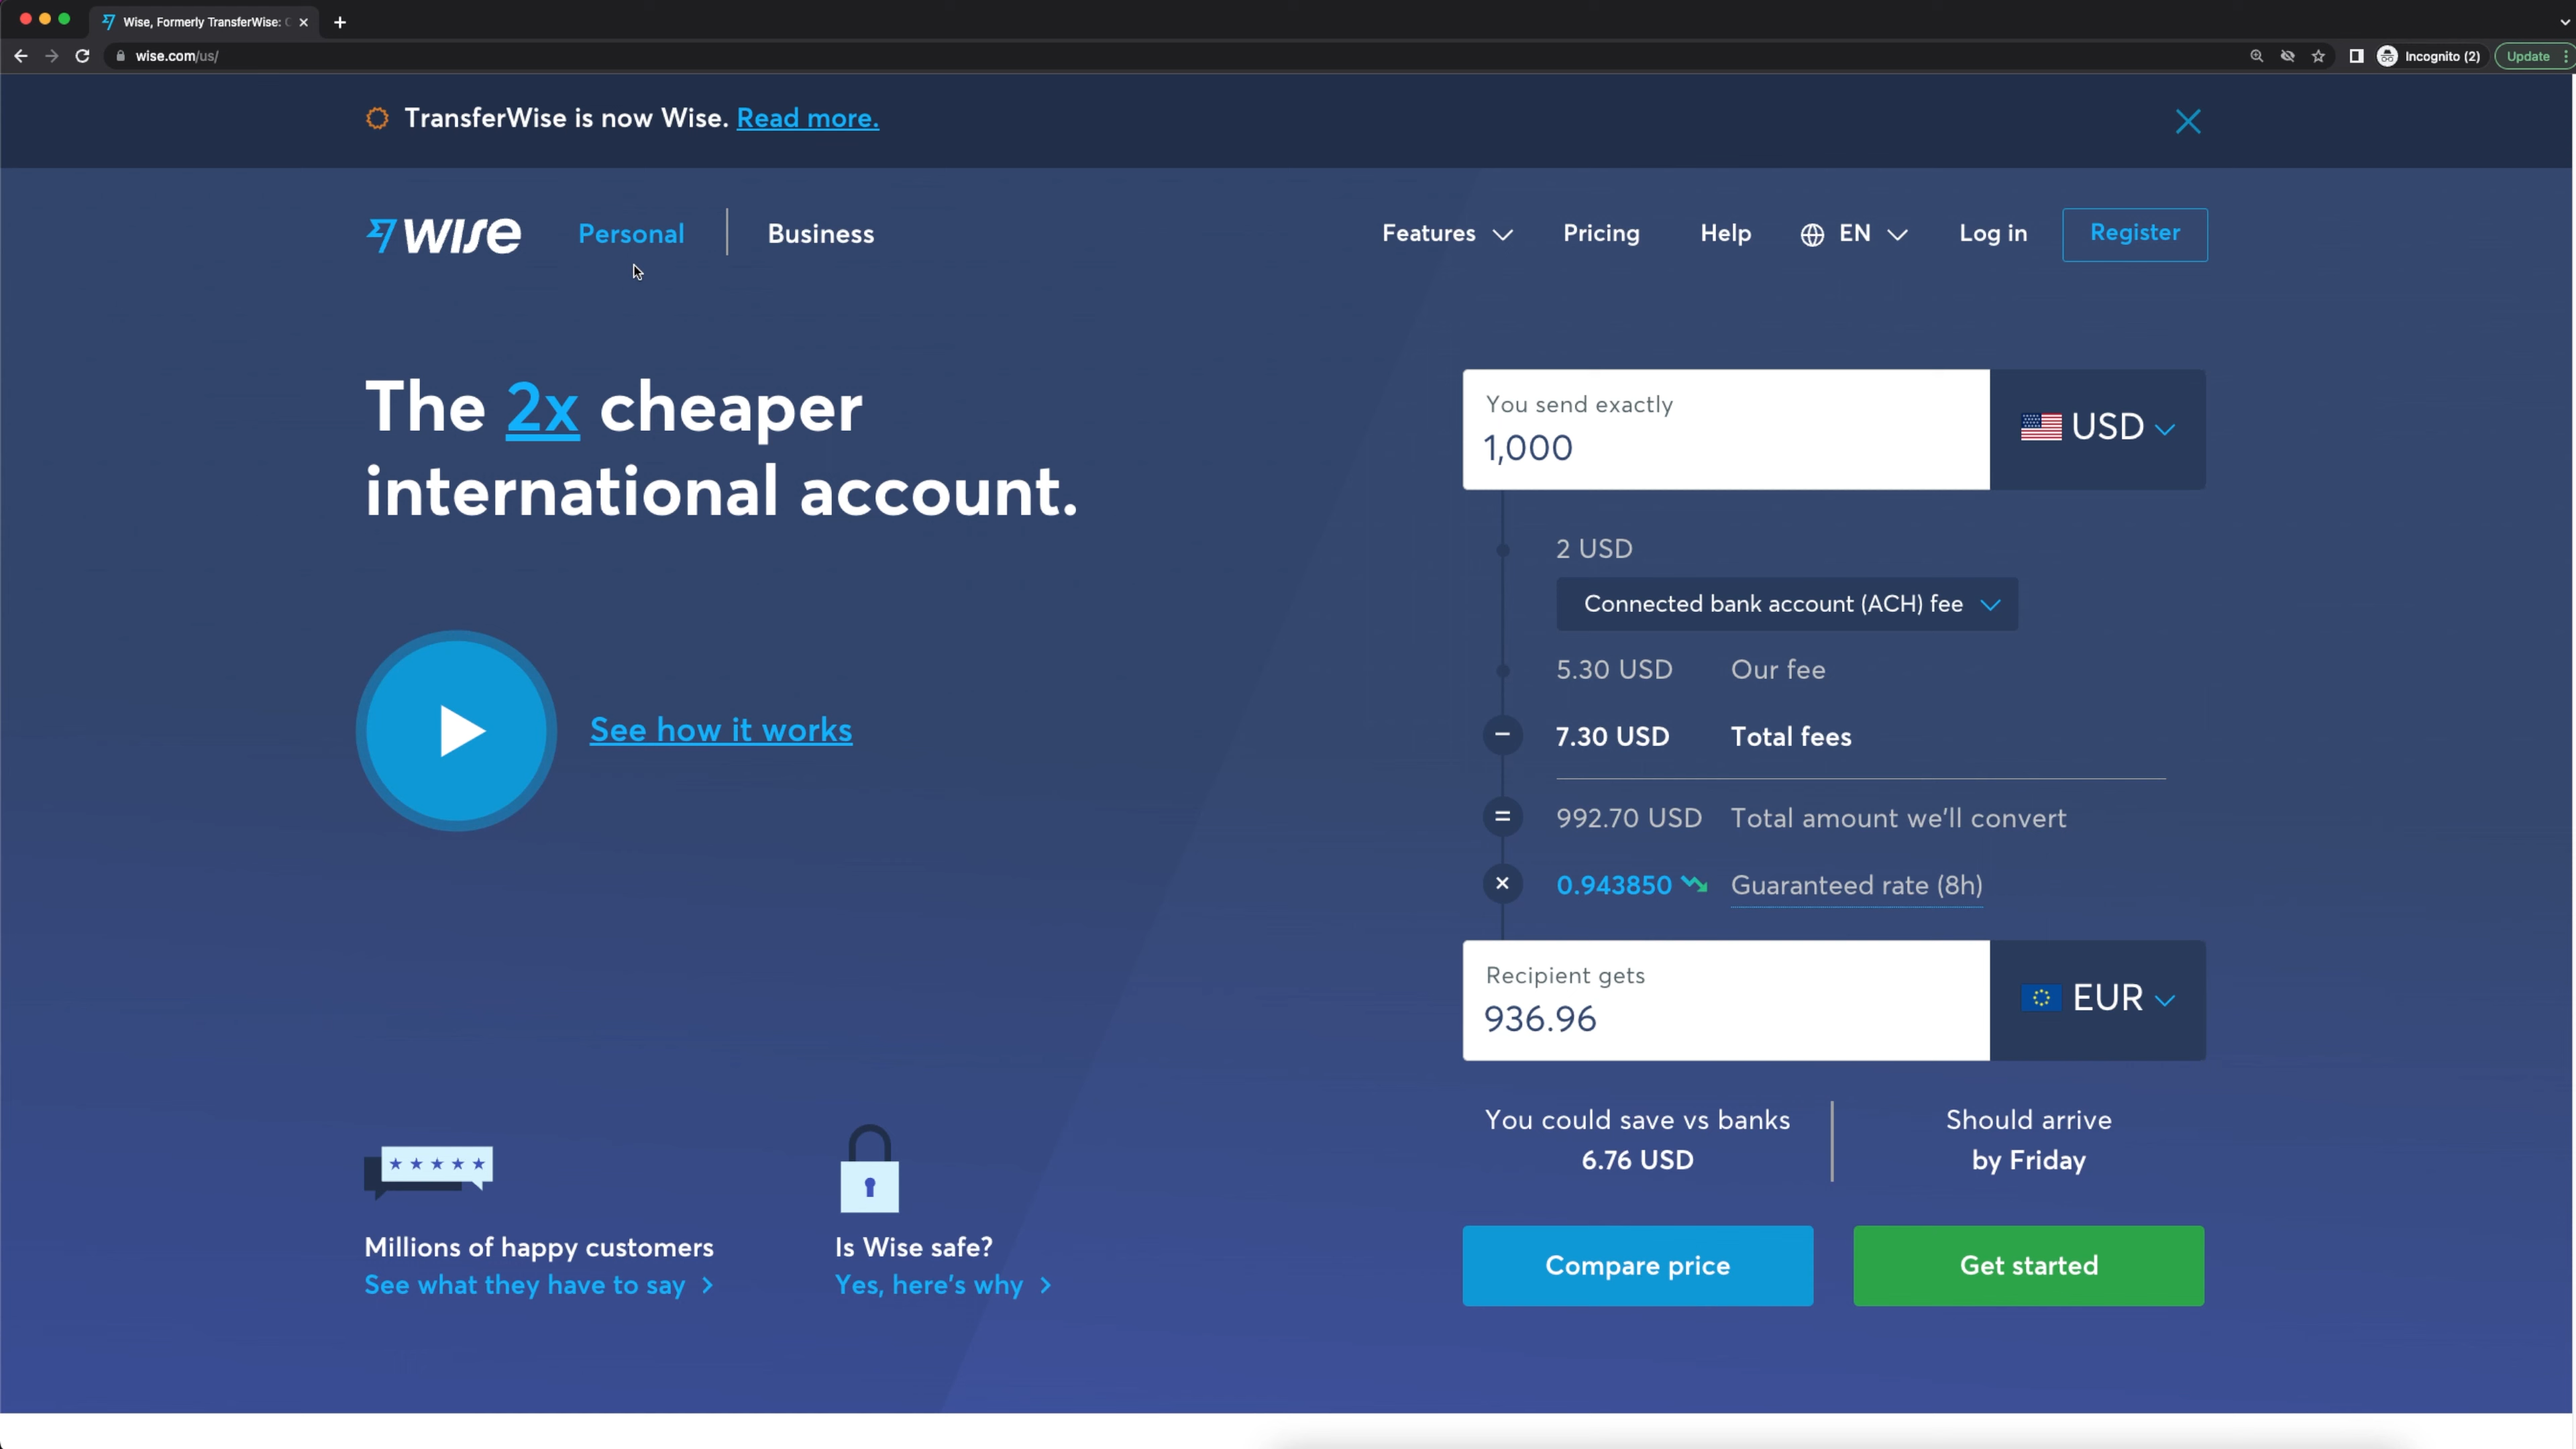 Wise, Formerly TransferWise:
wise.com/us/
Incognito (2)
Update
TransferWise is now Wise. Read more.
wise
Personal
Business
Features
Pricing
Help
EN
Log in
Register
The 2x cheaper
international account.
See how it works
Millions of happy customers
See what they have to say
Is Wise safe?
Yes, here's why
You send exactly
1,000
USD
2 USD
Connected bank account (ACH) fee
5.30 USD Our fee
7.30 USD Total fees
992.70 USD Total amount we'll convert
0.943850 Guaranteed rate (8h)
Recipient gets
936.96
EUR
You could save vs banks
6.76 USD
Should arrive
by Friday
Compare price
Get started